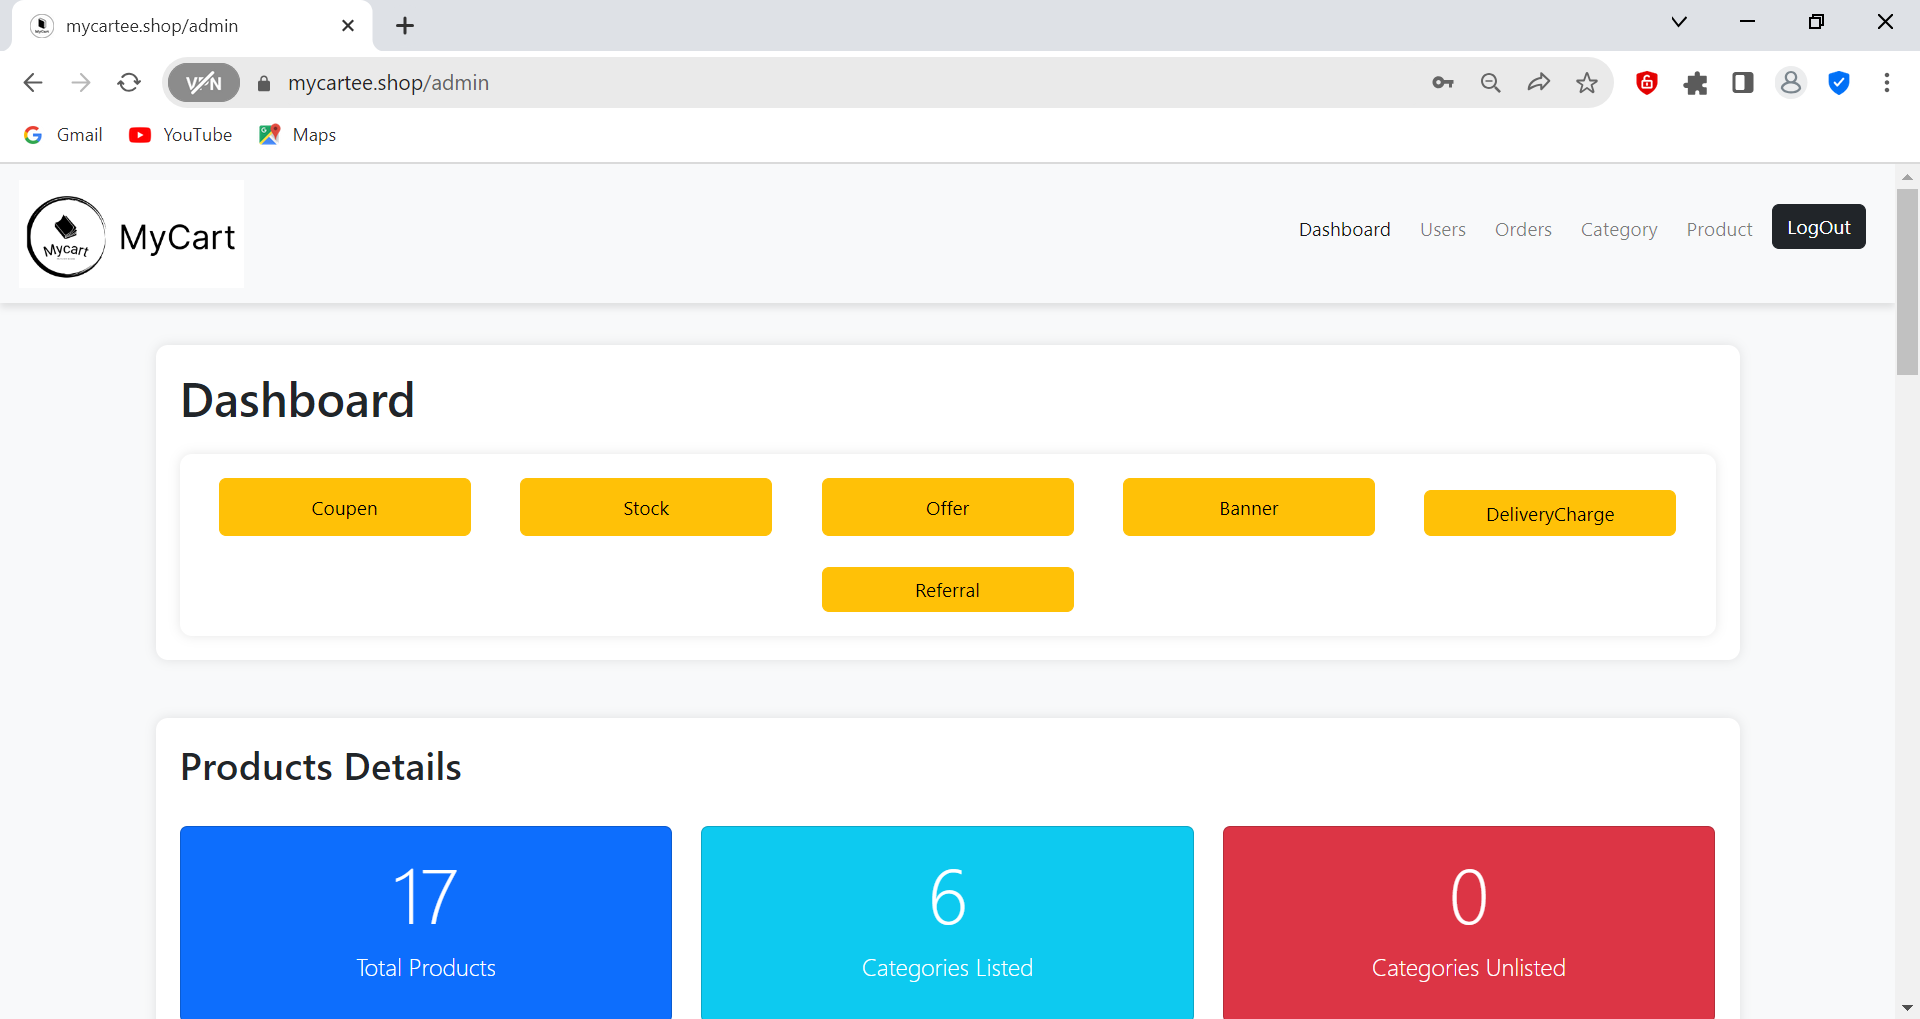 mycartee.shop/admin
VPN mycartee.shop/admin
Gmail YouTube Maps
Mycart MyCart
Dashboard Users Orders Category Product LogOut
Dashboard
Coupen Stock Offer Banner DeliveryCharge
Referral
Products Details
17 6 0
Total Products Categories Listed Categories Unlisted